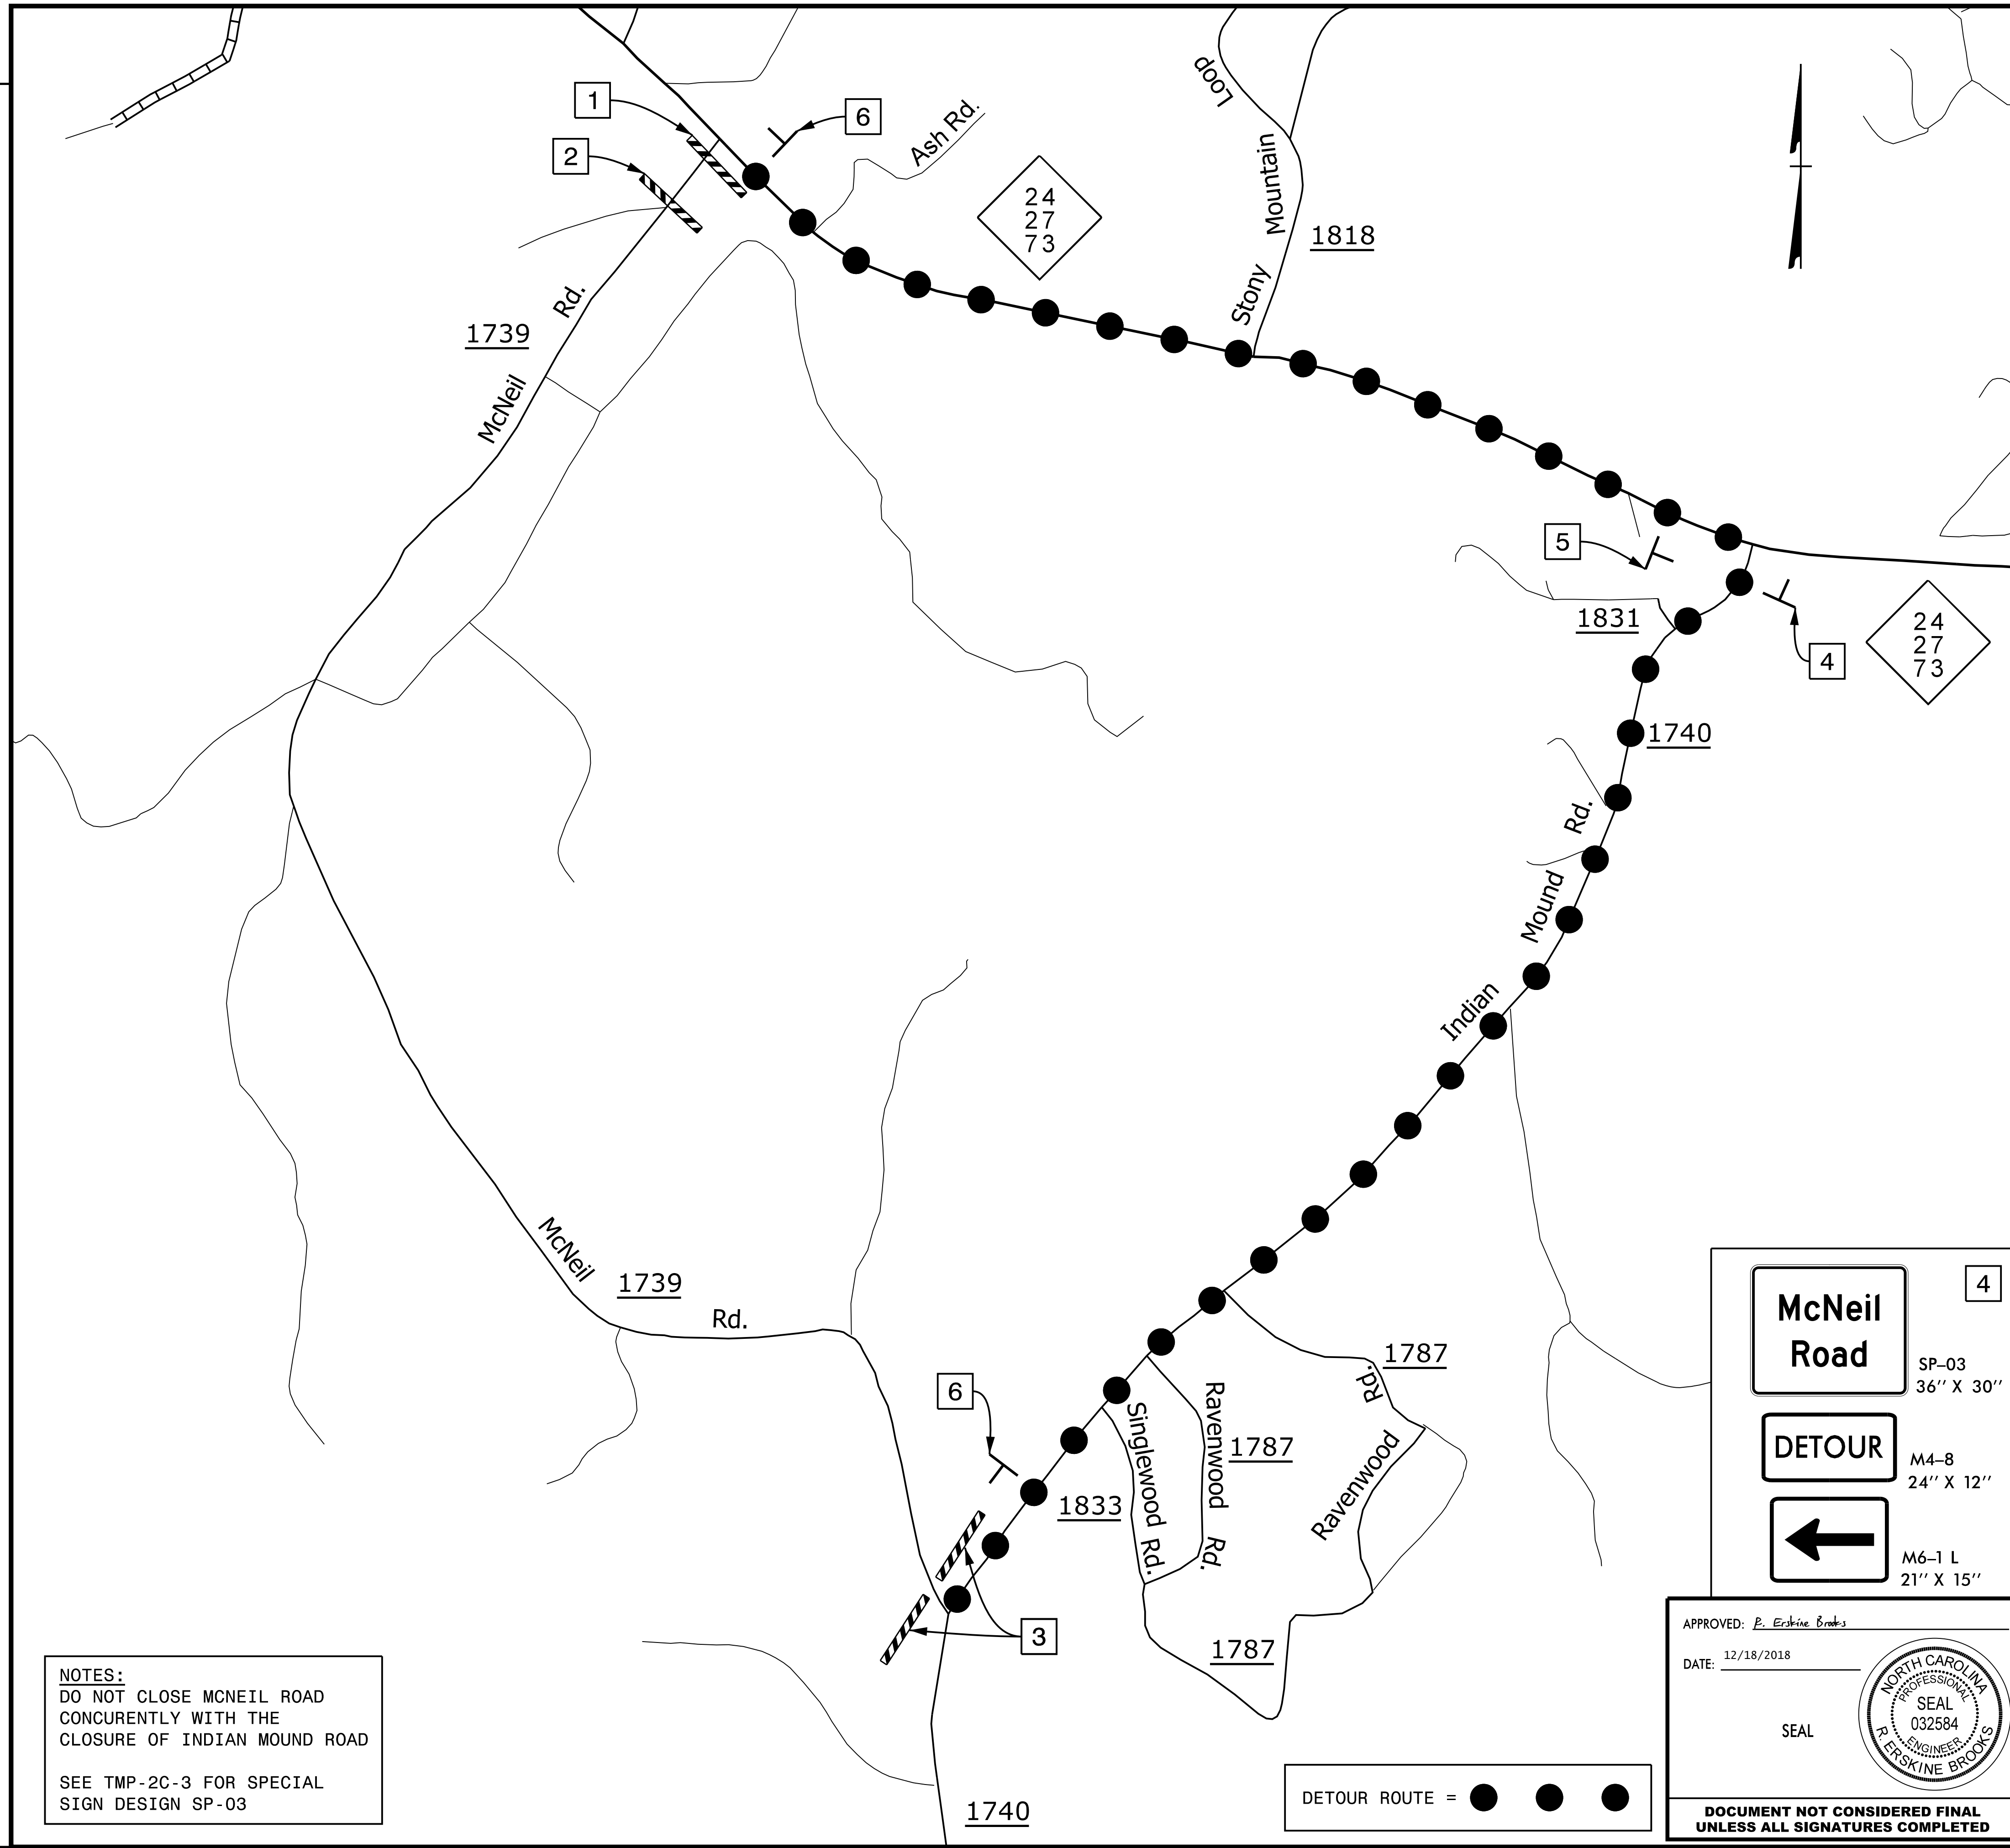 1
2
6
Ash Rd.
24
27
73
Loop
Mountain
Stony
1818
Rd.
1739
McNeil
5
1831
4
24
27
73
1740
Rd.
Mound
Indian
McNeil
1739
Rd.
6
1833
Singlewood Rd.
Ravenwood Rd.
1787
1787
Rd.
Ravenwood
1787
3
1740
4
McNeil
Road
SP-03
36'' X 30''
DETOUR
M4-8
24'' X 12''
M6-1 L
21'' X 15''
NOTES:
DO NOT CLOSE MCNEIL ROAD
CONCURENTLY WITH THE
CLOSURE OF INDIAN MOUND ROAD
SEE TMP-2C-3 FOR SPECIAL
SIGN DESIGN SP-03
DETOUR ROUTE =
APPROVED: R. Erskine Brooks
DATE: 12/18/2018
SEAL
NORTH CAROLINA
PROFESSIONAL
SEAL
032584
ENGINEER
R. ERSKINE BROOKS
DOCUMENT NOT CONSIDERED FINAL
UNLESS ALL SIGNATURES COMPLETED